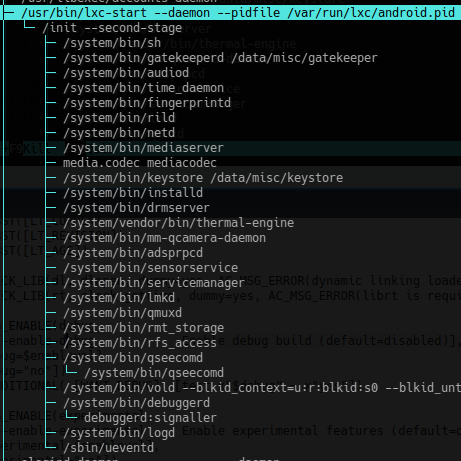 /usr/bin/lxc-start --daemon --pidfile /var/run/lxc/android.pid
/init --second-stage
/system/bin/sh
/system/bin/gatekeeperd /data/misc/gatekeeper
/system/bin/audiod
/system/bin/time_daemon
/system/bin/fingerprintd
/system/bin/rild
/system/bin/netd
/system/bin/mediaserver
media.codec mediacodec
/system/bin/keystore /data/misc/keystore
/system/bin/installd
/system/bin/drmserver
/system/vendor/bin/thermal-engine
/system/bin/mm-qcamera-daemon
/system/bin/adsprpcd
/system/bin/sensorservice
/system/bin/servicemanager
/system/bin/lmkd
/system/bin/qmuxd
/system/bin/rmt_storage
/system/bin/rfs_access
/system/bin/qseecomd
/system/bin/qseecomd
/system/bin/vold --blkid_context=u:r:blkid:s0 --blkid_unt
/system/bin/debuggerd
debuggerd:signaller
/system/bin/logd
/sbin/ueventd